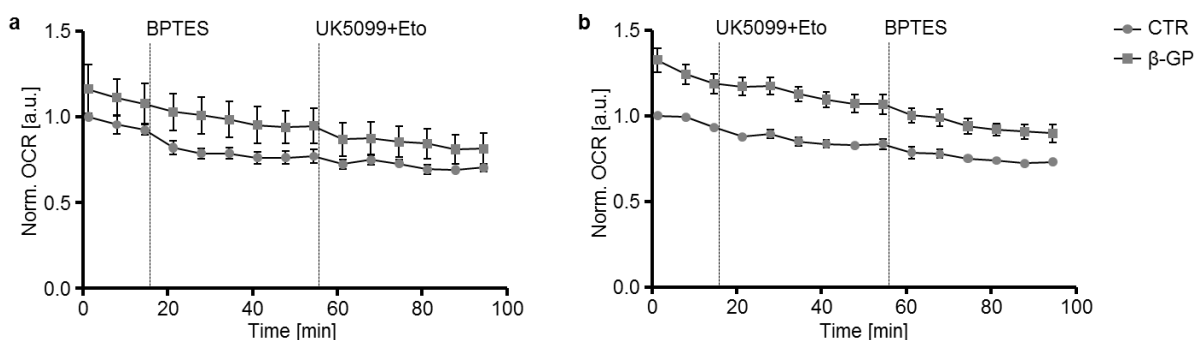 a
BPTES
UK5099+Eto
1.5
1.0
0.5
0.0
Norm. OCR [a.u.]
0
20
40
60
80
100
Time [min]
b
UK5099+Eto
BPTES
1.5
1.0
0.5
0.0
Norm. OCR [a.u.]
0
20
40
60
80
100
Time [min]
CTR
β-GP